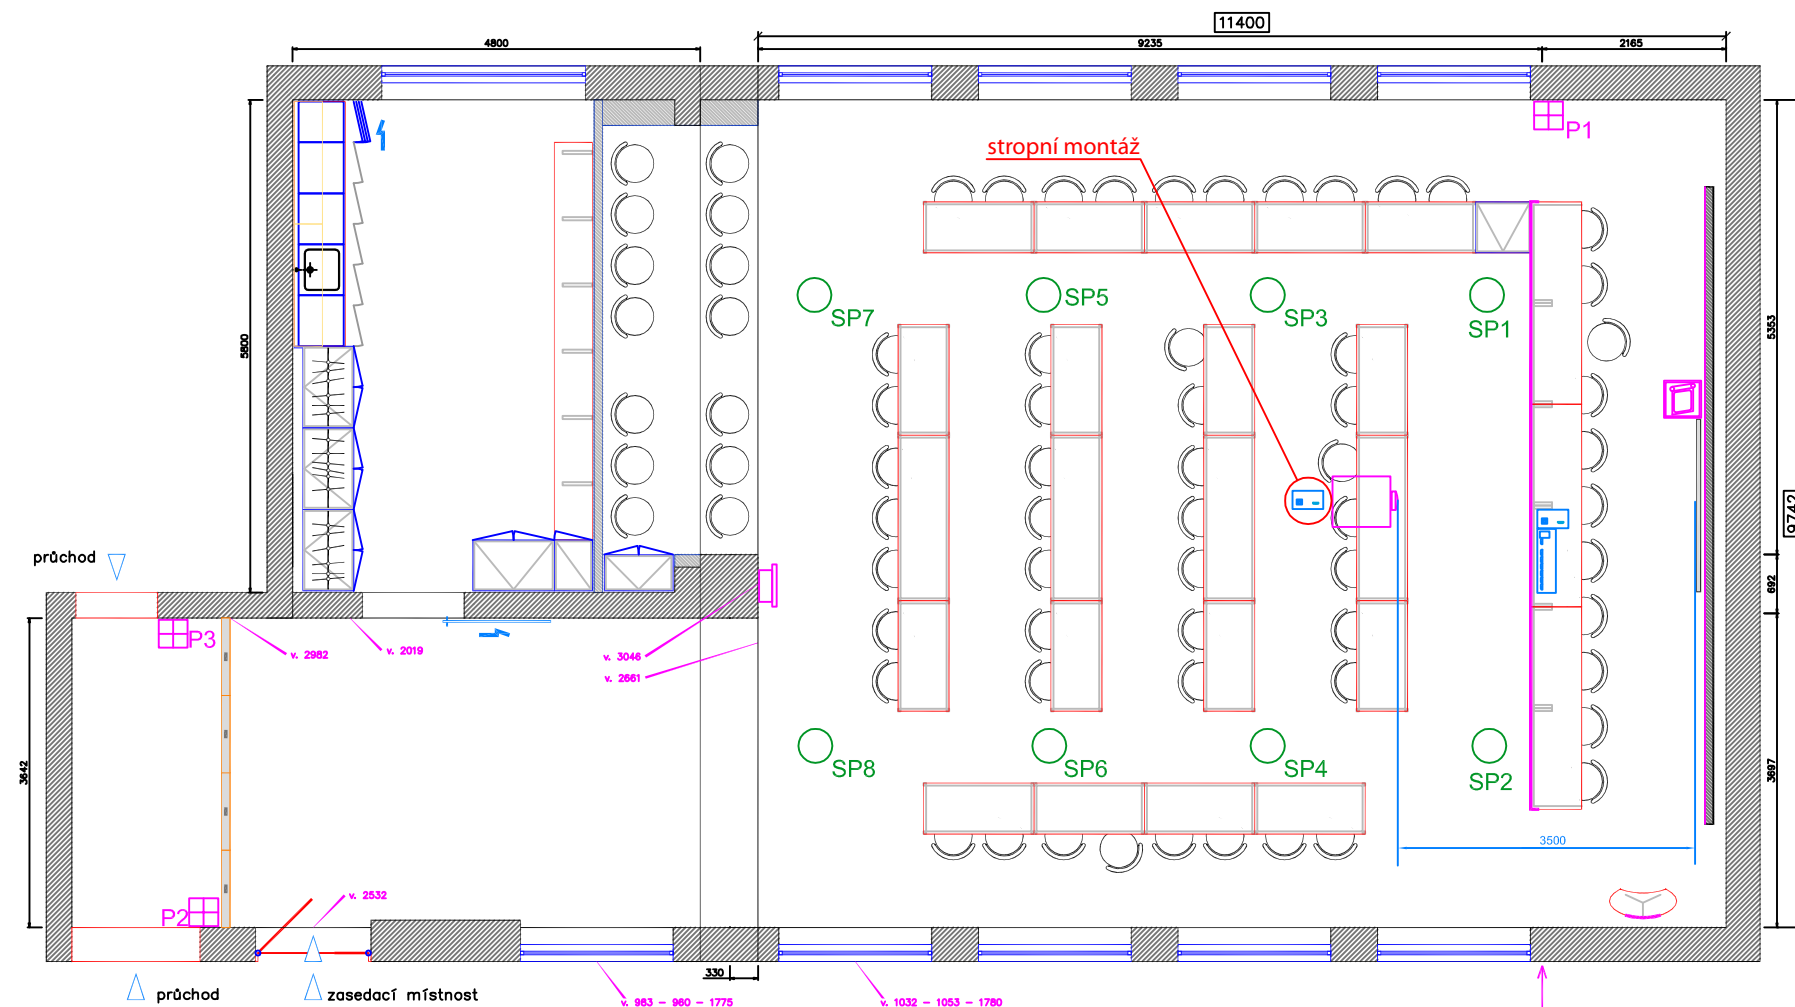 11400
4800
9235
2165
P1
stropní montáž
SP7
SP5
SP3
SP1
5800
5353
9742
692
průchod
P3
v. 2982
v. 2019
v. 3046
v. 2661
3642
3697
SP8
SP6
SP4
SP2
3500
P2
v. 2532
330
průchod
zasedací místnost
v. 983 - 960 - 1775
v. 1032 - 1053 - 1780